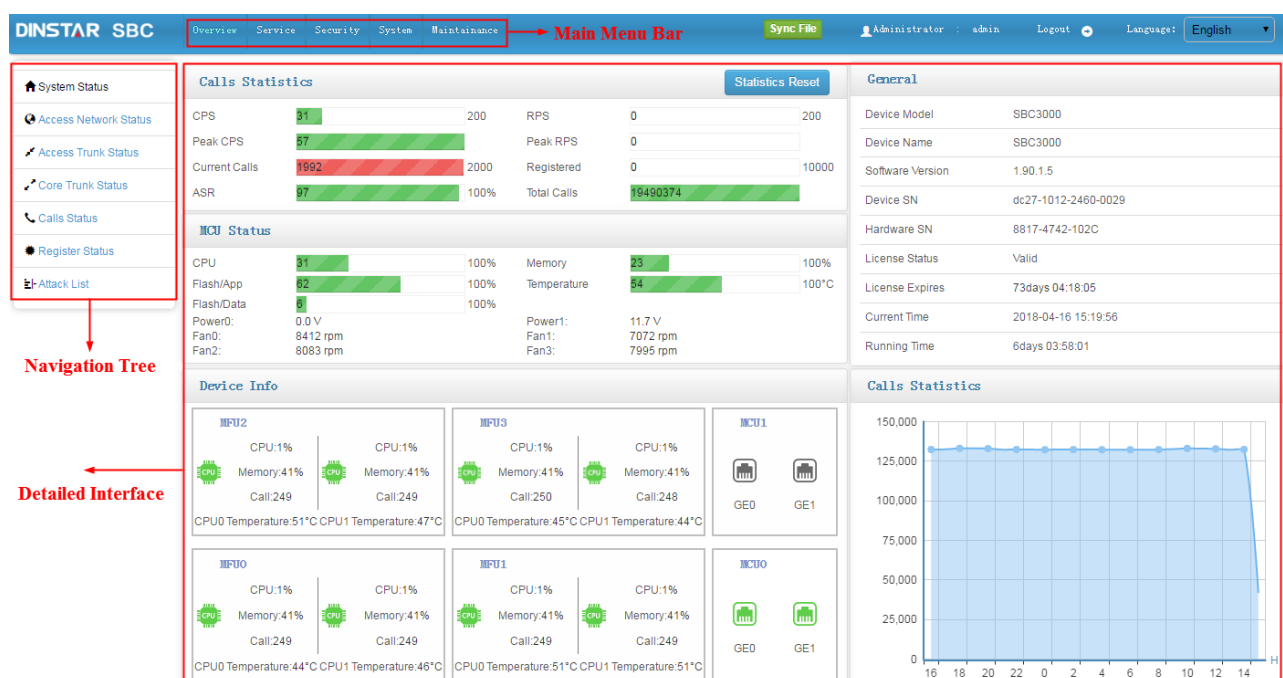 DINSTAR SBC
Overview Service Security System Maintainance
Main Menu Bar
Sync File
Administrator : admin
Logout
Language: English
System Status
Access Network Status
Access Trunk Status
Core Trunk Status
Calls Status
Register Status
Attack List
Navigation Tree
Detailed Interface
Calls Statistics
Statistics Reset
CPS 31 200 RPS 0 200
Peak CPS 57 Peak RPS 0
Current Calls 1992 2000 Registered 0 10000
ASR 97 100% Total Calls 19490374
MCU Status
CPU 31 100% Memory 23 100%
Flash/App 62 100% Temperature 54 100°C
Flash/Data 6 100%
Power0: 0.0 V Power1: 11.7 V
Fan0: 8412 rpm Fan1: 7072 rpm
Fan2: 8083 rpm Fan3: 7995 rpm
Device Info
MFU2
CPU:1% CPU:1%
CPU Memory:41% CPU Memory:41%
Call:249 Call:249
CPU0 Temperature:51°C CPU1 Temperature:47°C
MFU3
CPU:1% CPU:1%
CPU Memory:41% CPU Memory:41%
Call:250 Call:248
CPU0 Temperature:45°C CPU1 Temperature:44°C
MCU1
GE0 GE1
MFU0
CPU:1% CPU:1%
CPU Memory:41% CPU Memory:41%
Call:249 Call:249
CPU0 Temperature:44°C CPU1 Temperature:46°C
MFU1
CPU:1% CPU:1%
CPU Memory:41% CPU Memory:41%
Call:249 Call:249
CPU0 Temperature:51°C CPU1 Temperature:51°C
MCU0
GE0 GE1
General
Device Model SBC3000
Device Name SBC3000
Software Version 1.90.1.5
Device SN dc27-1012-2460-0029
Hardware SN 8817-4742-102C
License Status Valid
License Expires 73days 04:18:05
Current Time 2018-04-16 15:19:56
Running Time 6days 03:58:01
Calls Statistics
150,000
125,000
100,000
75,000
50,000
25,000
0
H
16 18 20 22 0 2 4 6 8 10 12 14